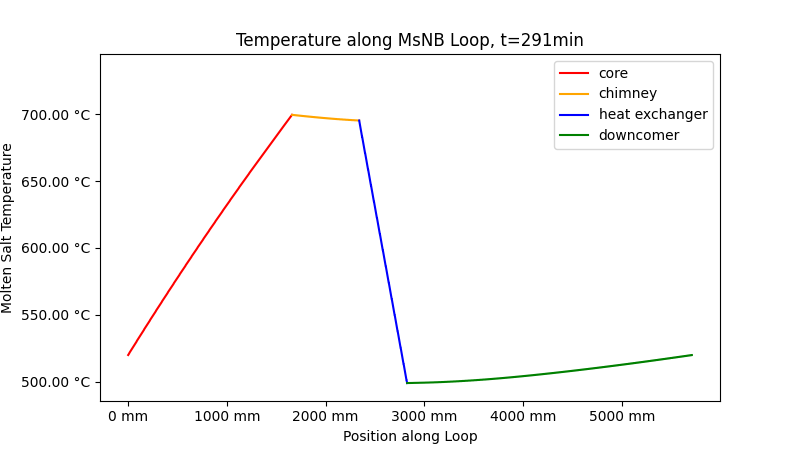 Temperature along MsNB Loop, t=291min
core
chimney
heat exchanger
downcomer
Molten Salt Temperature
700.00 °C
650.00 °C
600.00 °C
550.00 °C
500.00 °C
0 mm
1000 mm
2000 mm
3000 mm
4000 mm
5000 mm
Position along Loop